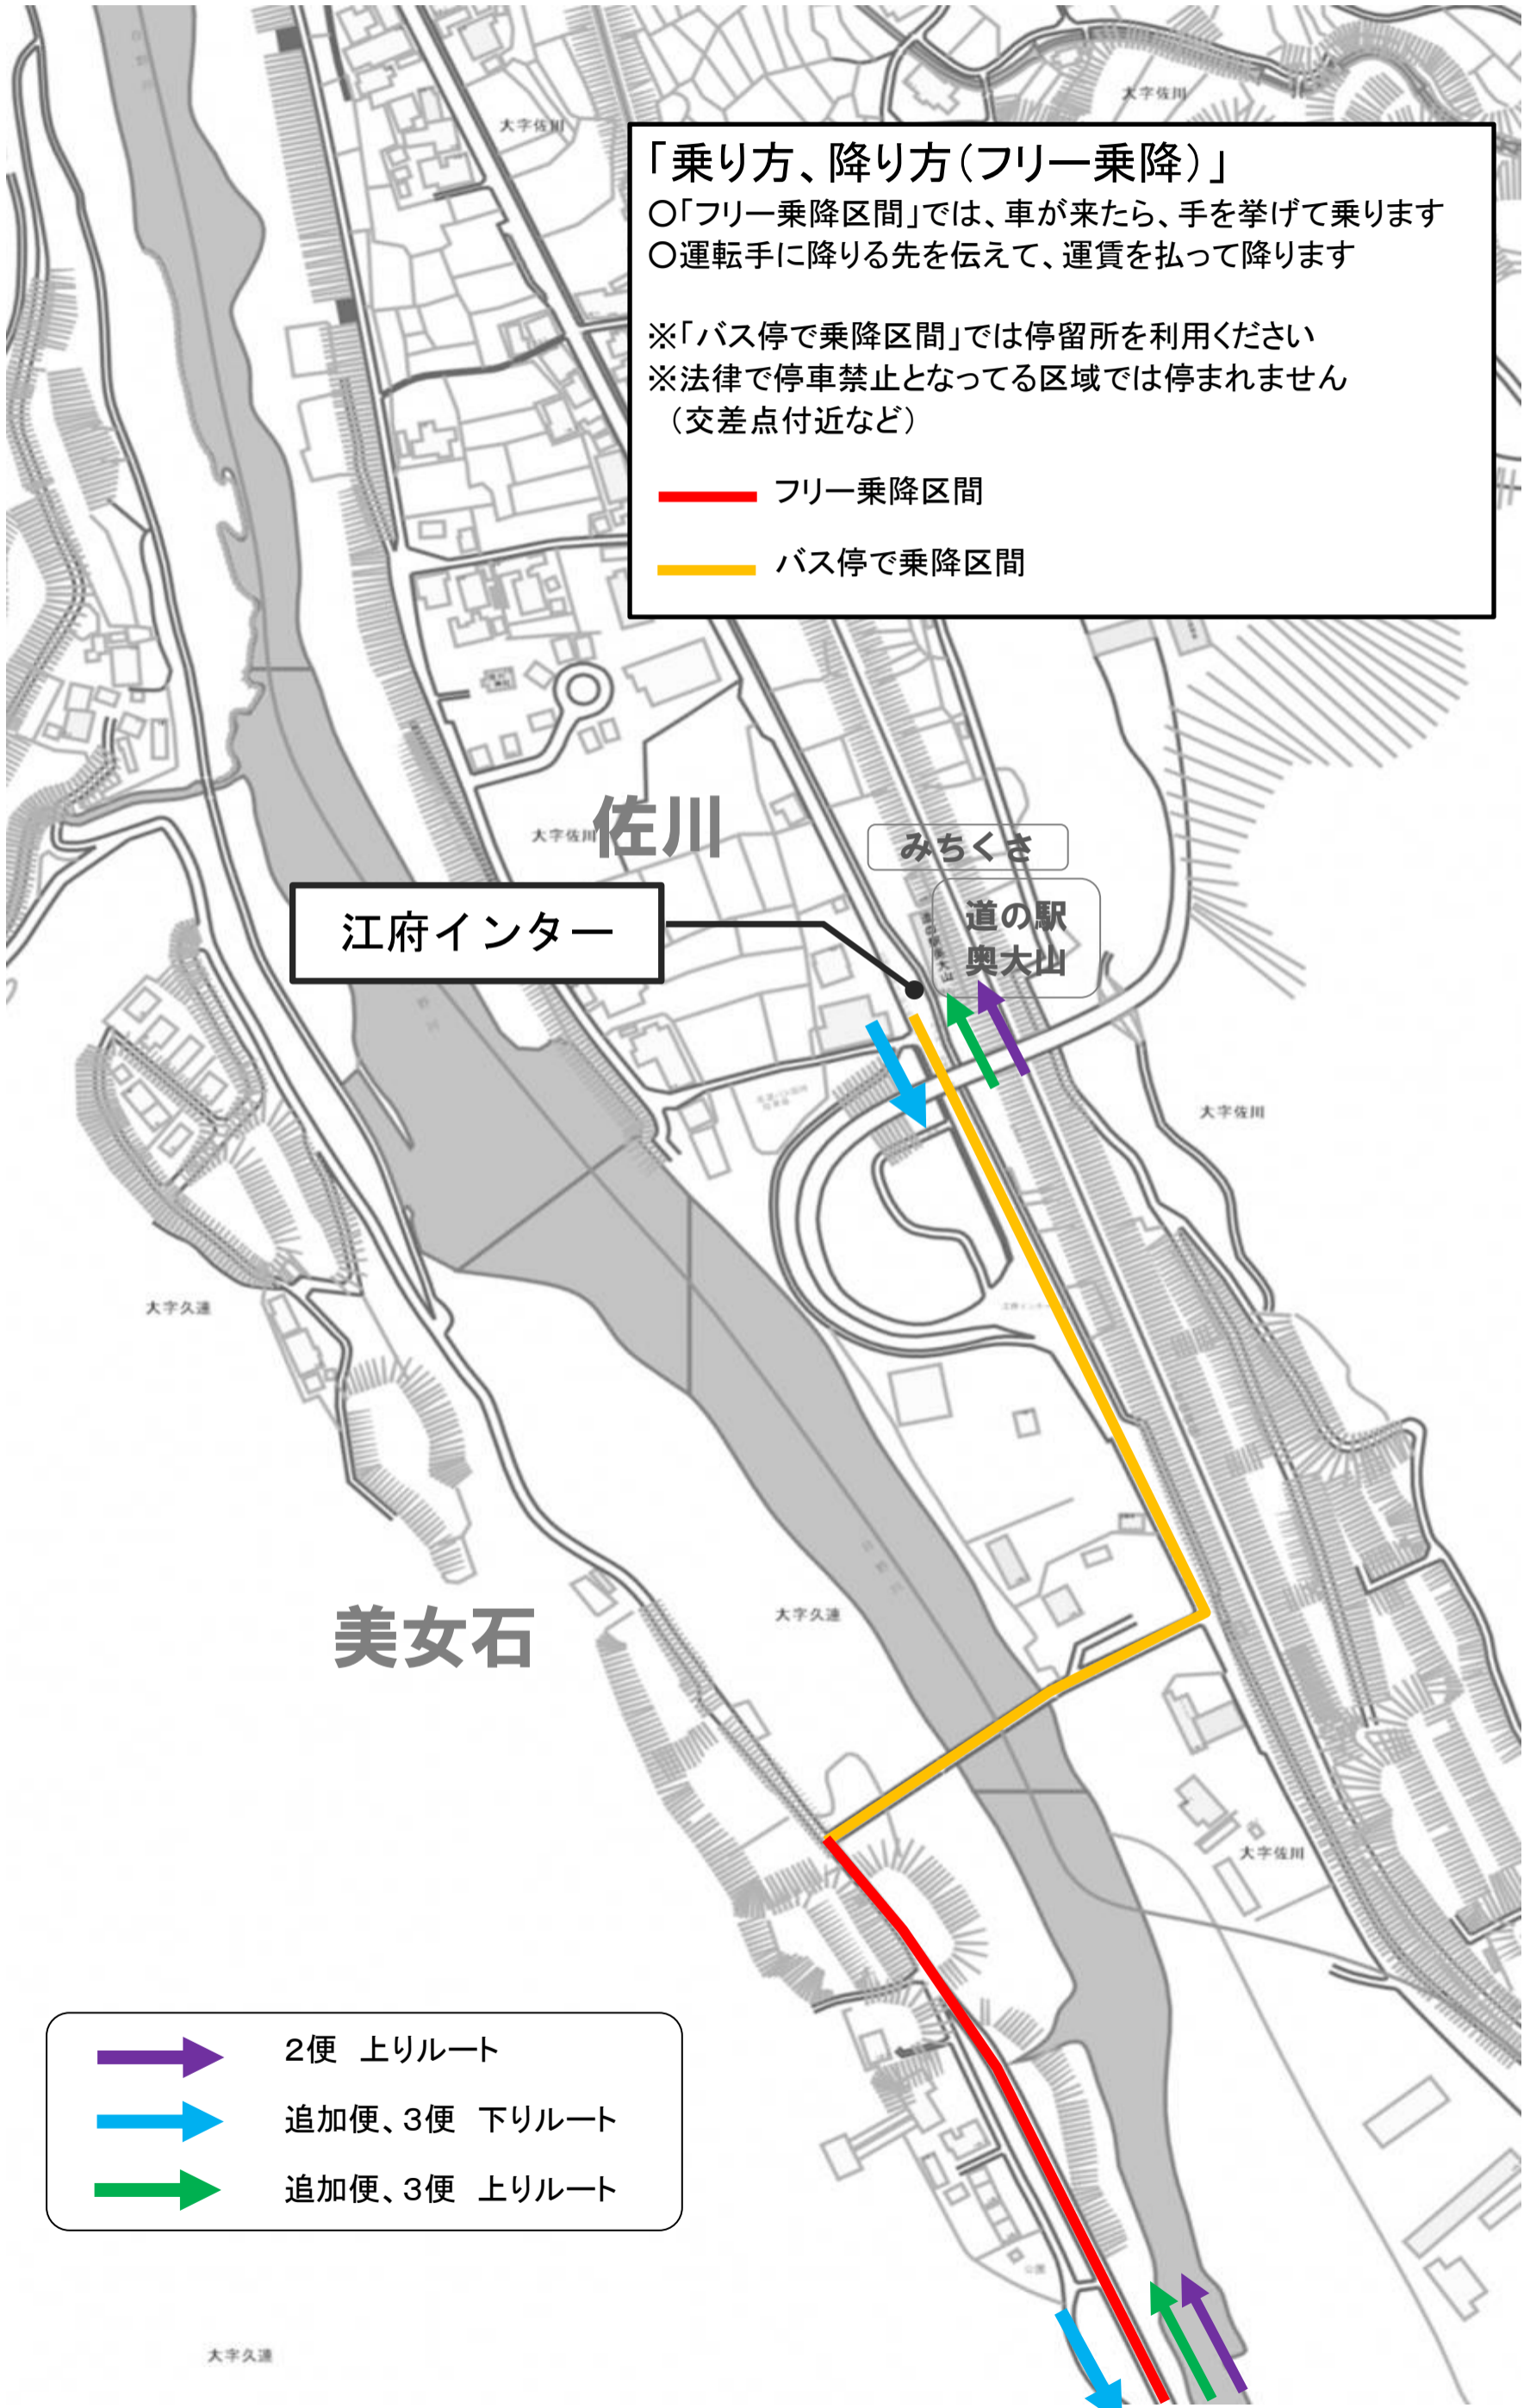 大字佐川
大字佐川
「乗り方、降り方（フリー乗降）」
○「フリー乗降区間」では、車が来たら、手を挙げて乗ります
○運転手に降りる先を伝えて、運賃を払って降ります
※「バス停で乗降区間」では停留所を利用ください
※法律で停車禁止となってる区域では停まれません
（交差点付近など）
フリー乗降区間
バス停で乗降区間
佐川
大字佐川
みちくさ
道の駅
奥大山
江府インター
大字佐川
大字久連
美女石
大字久連
大字佐川
2便　上りルート
追加便、3便　下りルート
追加便、3便　上りルート
公園
大字久連